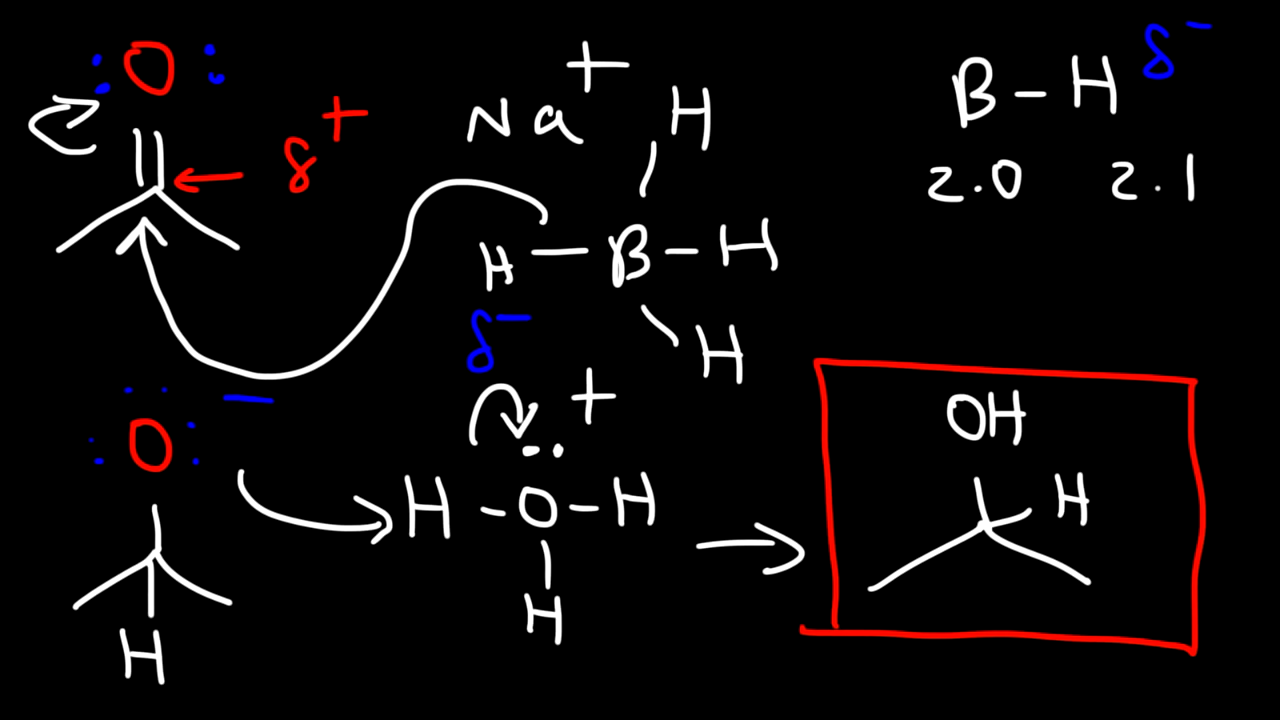 :O:
δ+
Na+
H
H—B—H
δ−
H
B—H δ−
2.0 2.1
:O: −
H
+
H-O-H
H
OH
H